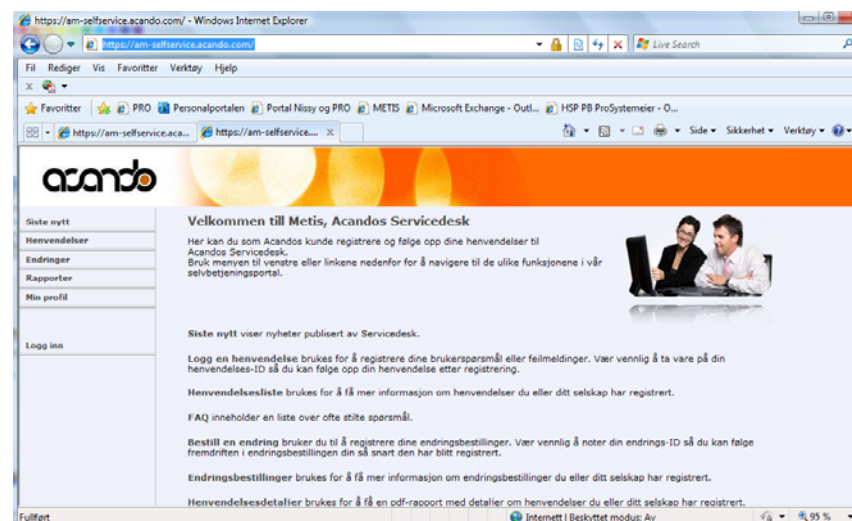 https://am-selfservice.acando.com/ - Windows Internet Explorer
https://am-selfservice.acando.com/
Live Search
Fil Rediger Vis Favoritter Verktøy Hjelp
x
Favoritter PRO Personalportalen Portal Nissy og PRO METIS Microsoft Exchange - Outl... HSP PB ProSystemeier - O...
https://am-selfservice.aca... https://am-selfservice.... X Side Sikkerhet Verktøy
acando
Siste nytt
Henvendelser
Endringer
Rapporter
Min profil
Logg inn
Velkommen till Metis, Acandos Servicedesk
Her kan du som Acandos kunde registrere og følge opp dine henvendelser til
Acandos Servicedesk.
Bruk menyen til venstre eller linkene nedenfor for å navigere til de ulike funksjonene i vår
selvbetjeningsportal.
Siste nytt viser nyheter publisert av Servicedesk.
Logg en henvendelse brukes for å registrere dine brukerspørsmål eller feilmeldinger. Vær vennlig å ta vare på din
henvendelses-ID så du kan følge opp din henvendelse etter registrering.
Henvendelsesliste brukes for å få mer informasjon om henvendelser du eller ditt selskap har registrert.
FAQ inneholder en liste over ofte stilte spørsmål.
Bestill en endring bruker du til å registrere dine endringsbestillinger. Vær vennlig å noter din endrings-ID så du kan følge
fremdriften i endringsbestillingen din så snart den har blitt registrert.
Endringsbestillinger brukes for å få mer informasjon om endringsbestillinger du eller ditt selskap har registrert.
Henvendelsesdetalier brukes for å få en pdf-rapport med detaljer om henvendelser du eller ditt selskap har registrert.
Fullført Internett | Beskyttet modus: Av 95 %